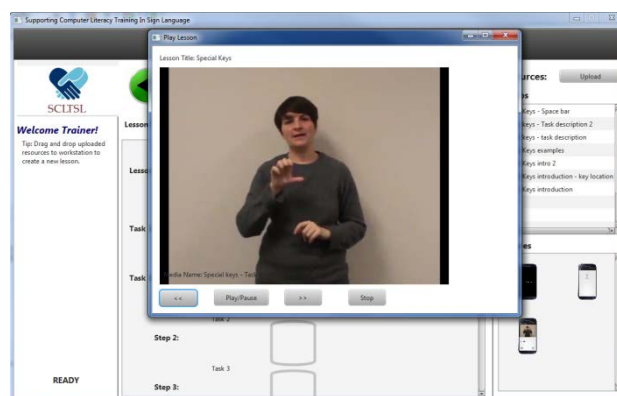 Supporting Computer Literacy Training In Sign Language
Play Lesson
Lesson Title: Special Keys
Media Name: Special keys - Task
<<
Play/Pause
>>
Stop
SCLTSL
Welcome Trainer!
Tip: Drag and drop uploaded
resources to workstation to
create a new lesson.
READY
Lesson
Task
Task
Task 2
Step 2:
Task 3
Step 3:
Upload
Keys - Space bar
Keys - Task description 2
Keys - task description
Keys examples
Keys intro 2
Keys introduction - key location
Keys introduction